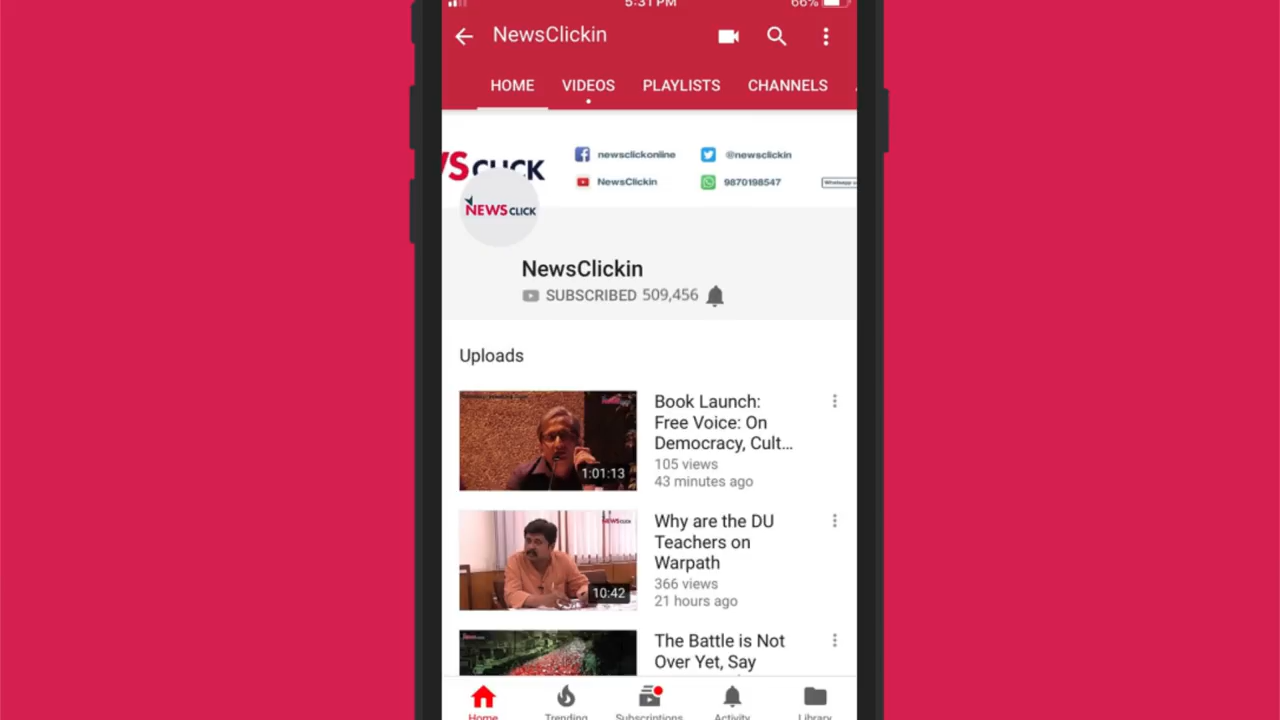 5:31 PM
66%
NewsClickin
HOME VIDEOS PLAYLISTS CHANNELS
newsclickonline @newsclickin
NewsClickin 9870198547
WS CLICK
NEWSCLICK
NewsClickin
SUBSCRIBED 509,456
Uploads
Book Launch:
Free Voice: On
Democracy, Cult...
105 views
43 minutes ago
1:01:13
Why are the DU
Teachers on
Warpath
366 views
21 hours ago
NEWSCLICK
10:42
The Battle is Not
Over Yet, Say
Home Trending Subscriptions Activity Library